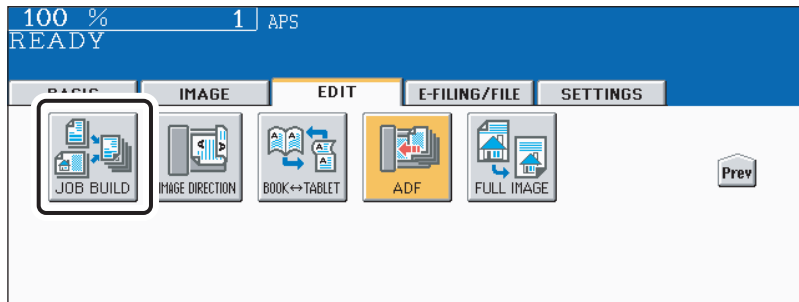 100 % 1 APS
READY
BASIC IMAGE EDIT E-FILING/FILE SETTINGS
JOB BUILD IMAGE DIRECTION BOOK↔TABLET ADF FULL IMAGE
Prev